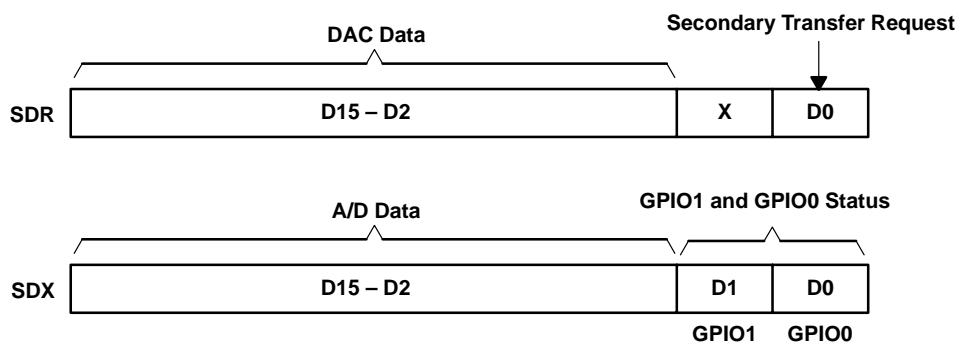 Secondary Transfer Request
DAC Data
SDR D15 – D2 X D0
A/D Data GPIO1 and GPIO0 Status
SDX D15 – D2 D1 D0
GPIO1 GPIO0